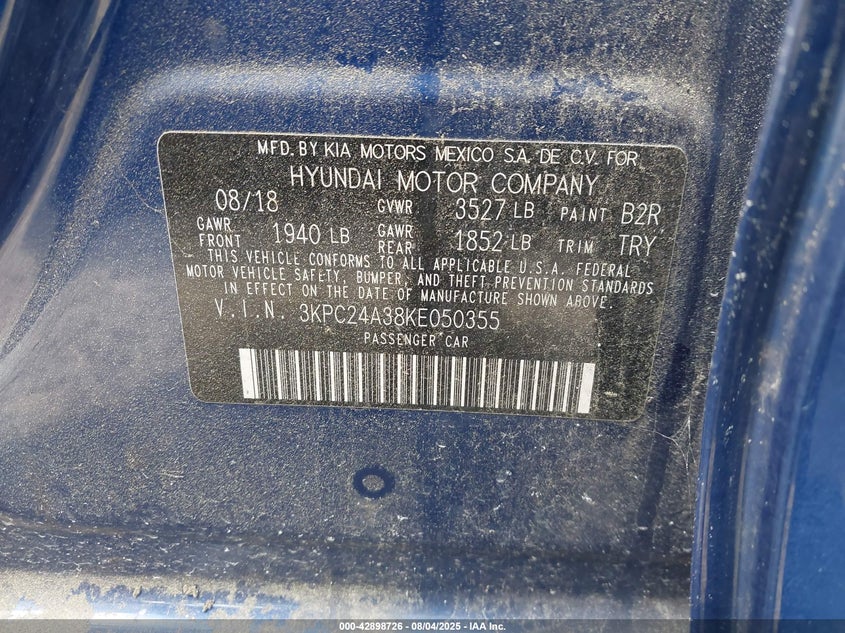 MFD. BY KIA MOTORS MEXICO S.A. DE C.V. FOR
HYUNDAI MOTOR COMPANY
08/18 GVWR 3527 LB PAINT B2R
GAWR FRONT 1940 LB GAWR REAR 1852 LB TRIM TRY
THIS VEHICLE CONFORMS TO ALL APPLICABLE U.S.A. FEDERAL
MOTOR VEHICLE SAFETY, BUMPER, AND THEFT PREVENTION STANDARDS
IN EFFECT ON THE DATE OF MANUFACTURE SHOWN ABOVE.
V.I.N. 3KPC24A38KE050355
PASSENGER CAR
000-42898726 - 08/04/2025 - IAA Inc.